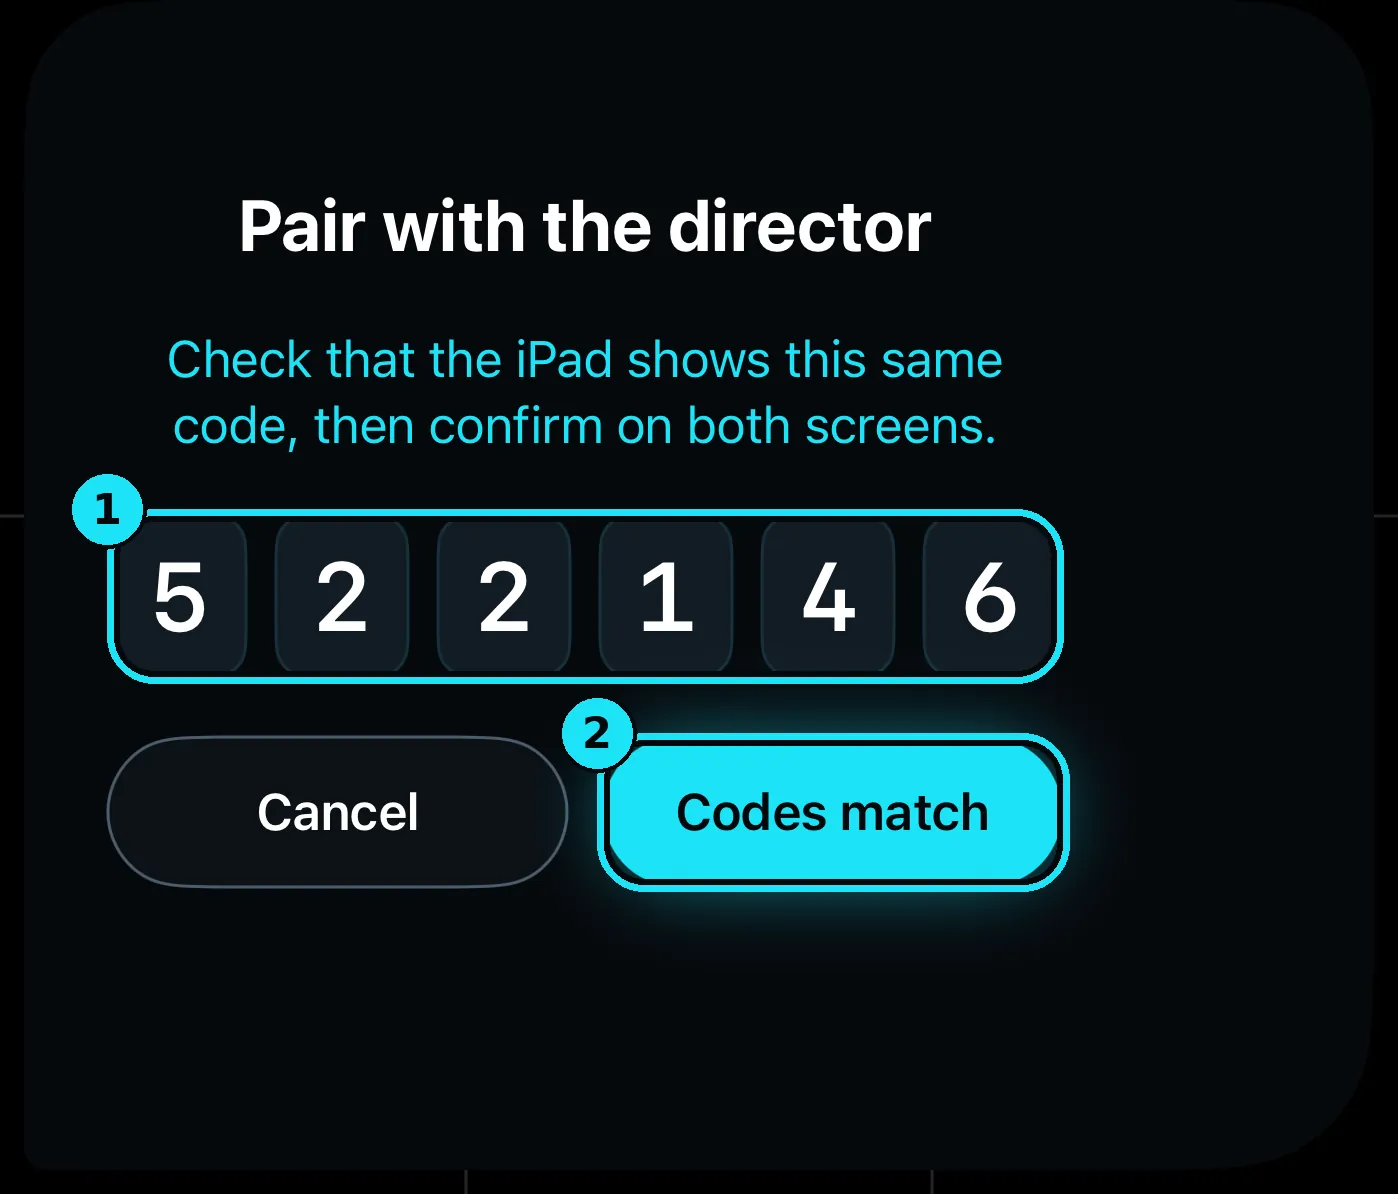 Pair with the director
Check that the iPad shows this same
code, then confirm on both screens.
1
5 2 2 1 4 6
2
Cancel
Codes match